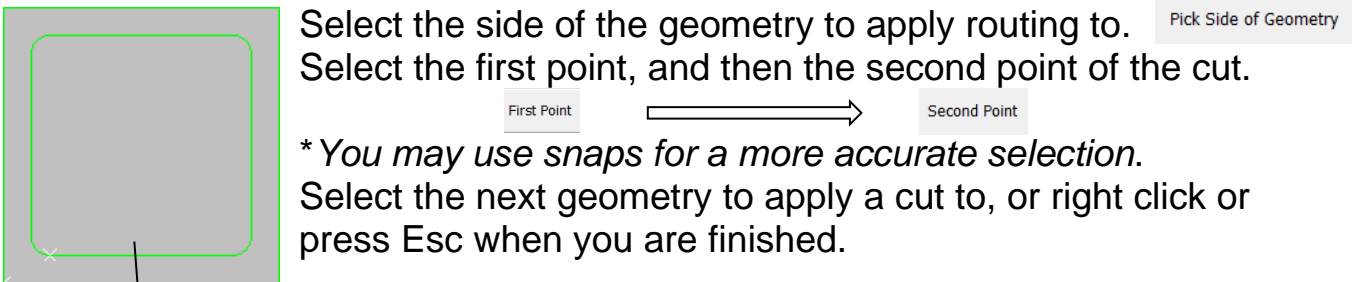 Select the side of the geometry to apply routing to. Pick Side of Geometry
Select the first point, and then the second point of the cut.
First Point Second Point
*You may use snaps for a more accurate selection.
Select the next geometry to apply a cut to, or right click or
press Esc when you are finished.